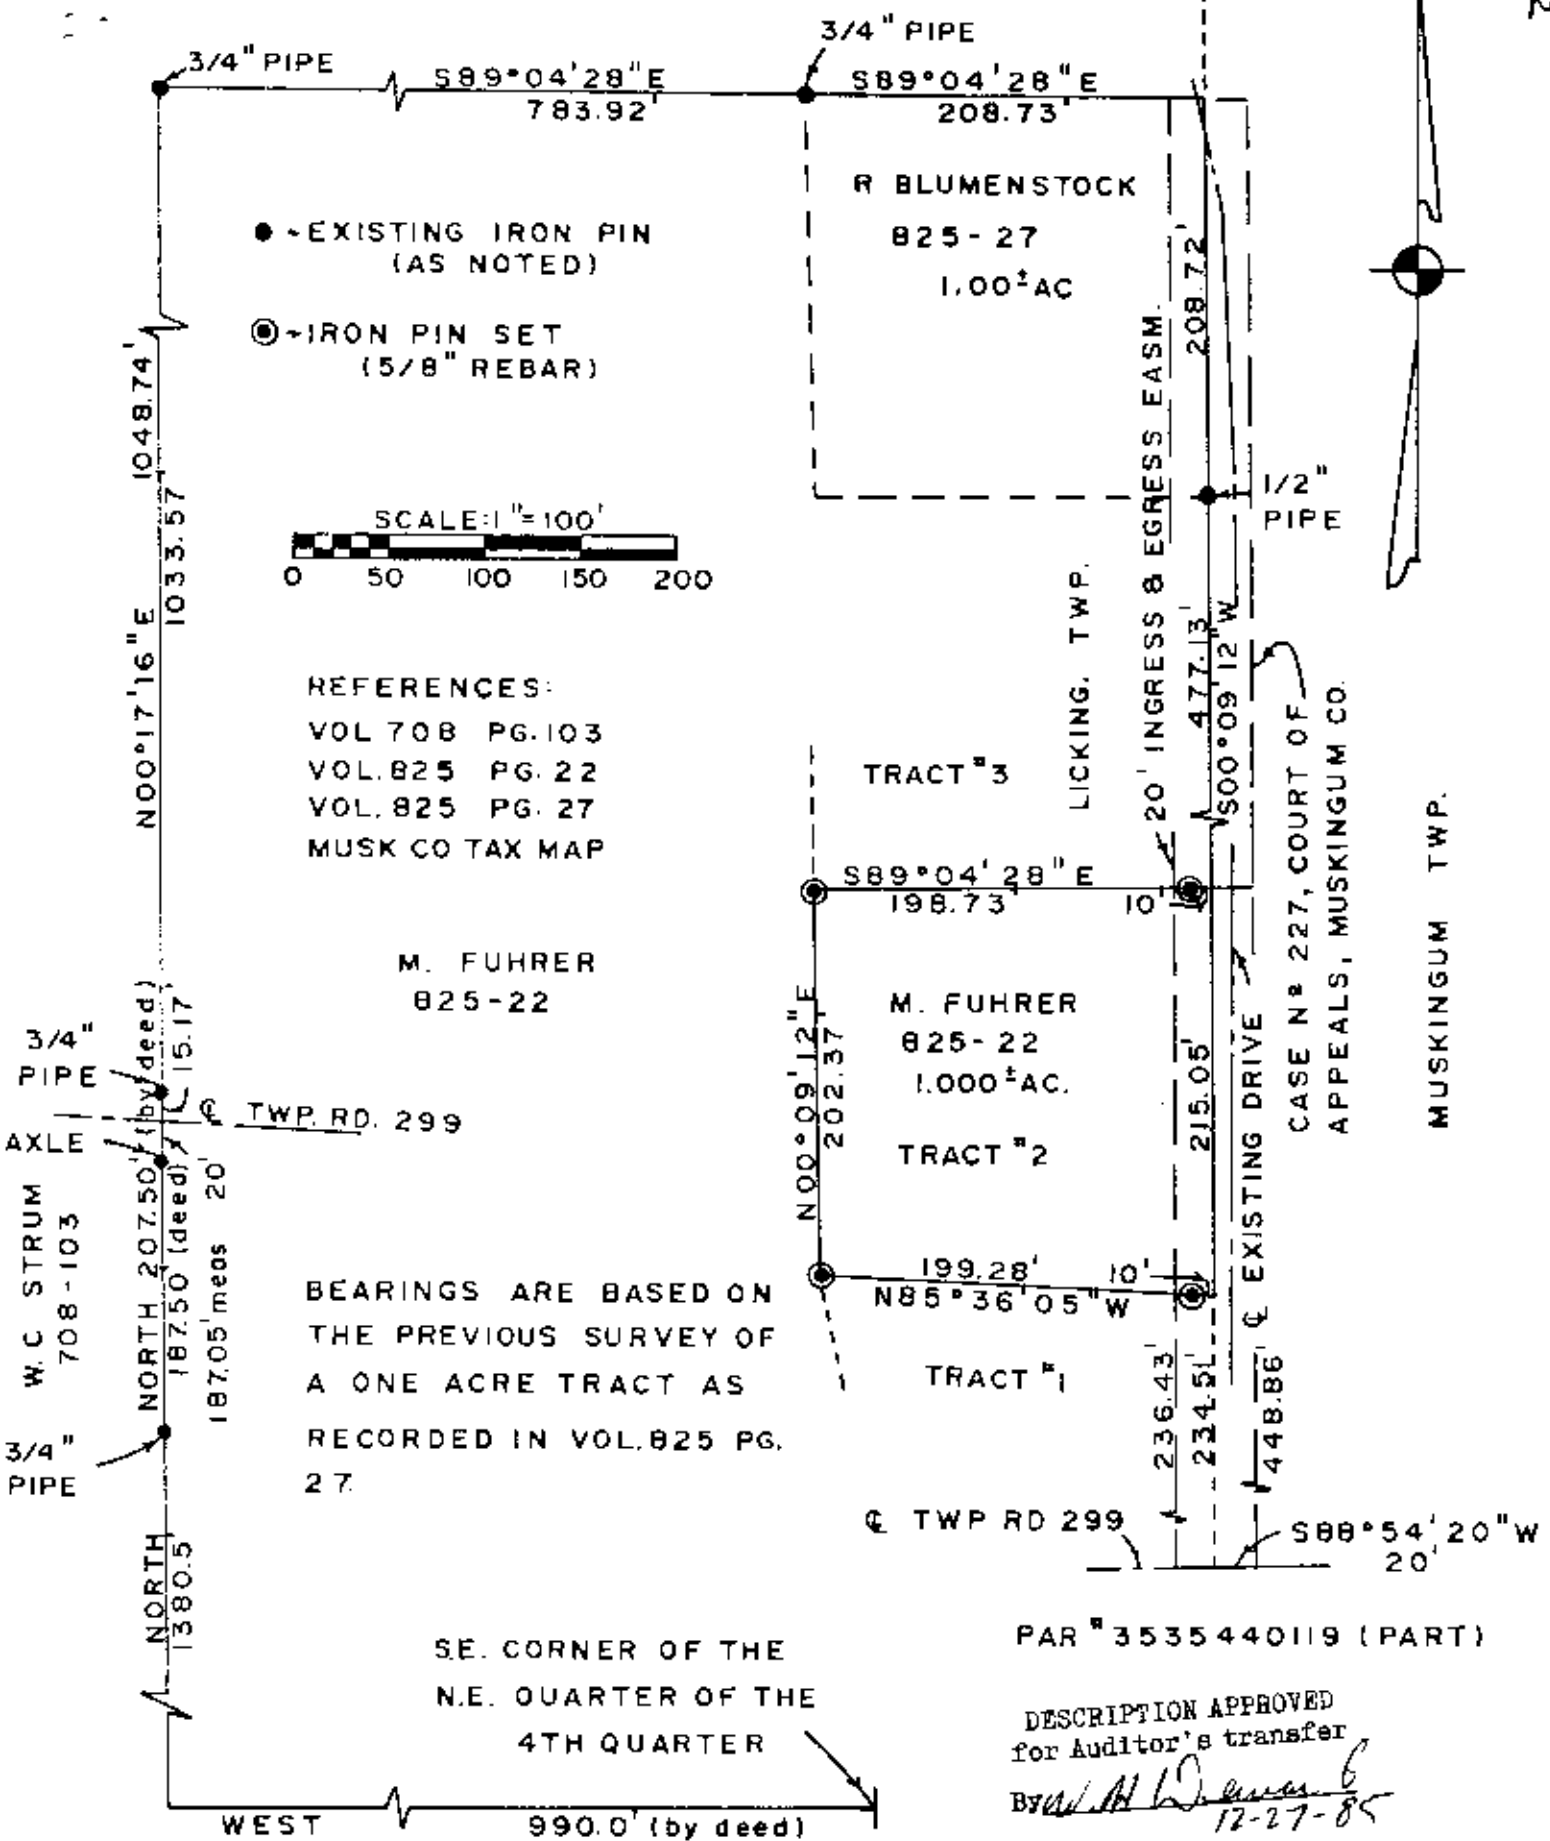 3/4" PIPE
3/4" PIPE
S89°04'28"E
783.92'
S89°04'28"E
208.73'
R BLUMENSTOCK
825-27
1.00±AC
●-EXISTING IRON PIN
(AS NOTED)
◉-IRON PIN SET
(5/8" REBAR)
208.72'
20' INGRESS & EGRESS EASM.
1/2"
PIPE
1048.74'
1033.57'
N00°17'16"E
SCALE:1"=100'
0 50 100 150 200
REFERENCES:
VOL 708 PG.103
VOL.825 PG.22
VOL.825 PG.27
MUSK CO TAX MAP
LICKING. TWP.
477.13'
S00°09'12"W
TRACT #3
CASE Nº 227, COURT OF
APPEALS, MUSKINGUM CO.
MUSKINGUM TWP.
S89°04'28"E
198.73'
10'
M. FUHRER
825-22
M. FUHRER
825-22
1.000±AC.
TRACT #2
N00°09'12"E
202.37'
215.05'
℄ EXISTING DRIVE
3/4"
PIPE
15.17'
℄ TWP. RD. 299
AXLE
NORTH 207.50' (by deed)
187.50' (deed)
187.05' meas
20'
W. C STRUM
708-103
3/4"
PIPE
199.28'
10'
N85°36'05"W
BEARINGS ARE BASED ON
THE PREVIOUS SURVEY OF
A ONE ACRE TRACT AS
RECORDED IN VOL.825 PG.
27.
TRACT #1
236.43'
234.51'
448.86'
℄ TWP RD 299
S88°54'20"W
20'
NORTH
1380.5'
PAR #3535440119 (PART)
S.E. CORNER OF THE
N.E. QUARTER OF THE
4TH QUARTER
DESCRIPTION APPROVED
for Auditor's transfer
By
12-27-85
WEST 990.0' (by deed)